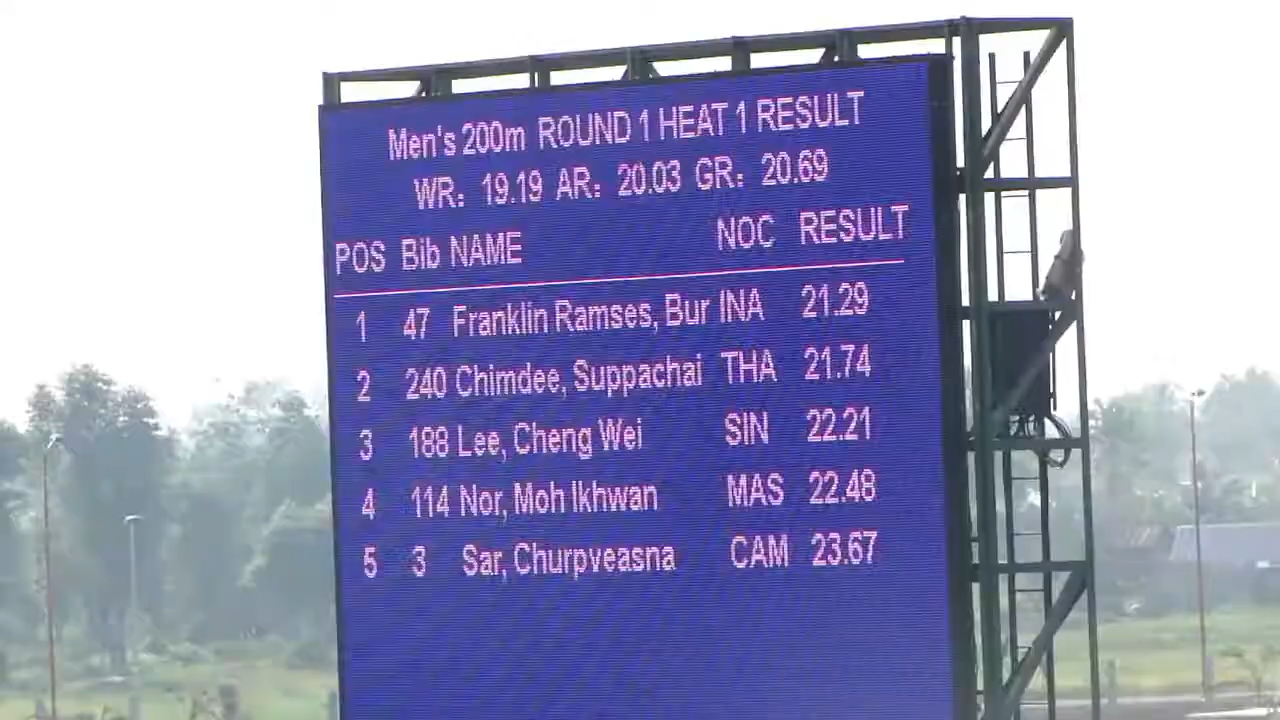 Men's 200m ROUND 1 HEAT 1 RESULT
WR: 19.19 AR: 20.03 GR: 20.69
POS Bib NAME NOC RESULT
1 47 Franklin Ramses, Bur INA 21.29
2 240 Chimdee, Suppachai THA 21.74
3 188 Lee, Cheng Wei SIN 22.21
4 114 Nor, Moh Ikhwan MAS 22.48
5 3 Sar, Churpveasna CAM 23.67